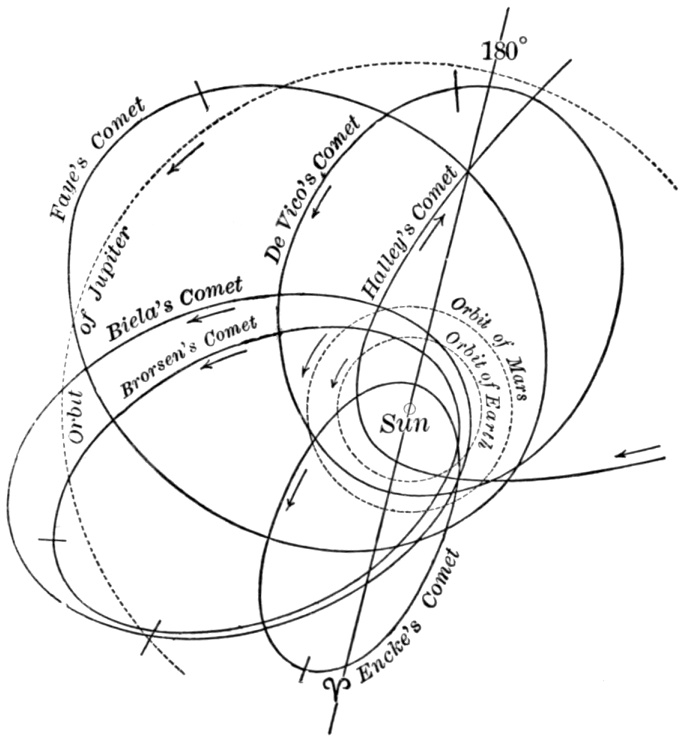 180°
Faye's Comet
De Vico's Comet
Halley's Comet
of Jupiter
Orbit
Biela's Comet
Brorsen's Comet
Orbit of Mars
Orbit of Earth
Sun
Encke's Comet
♈